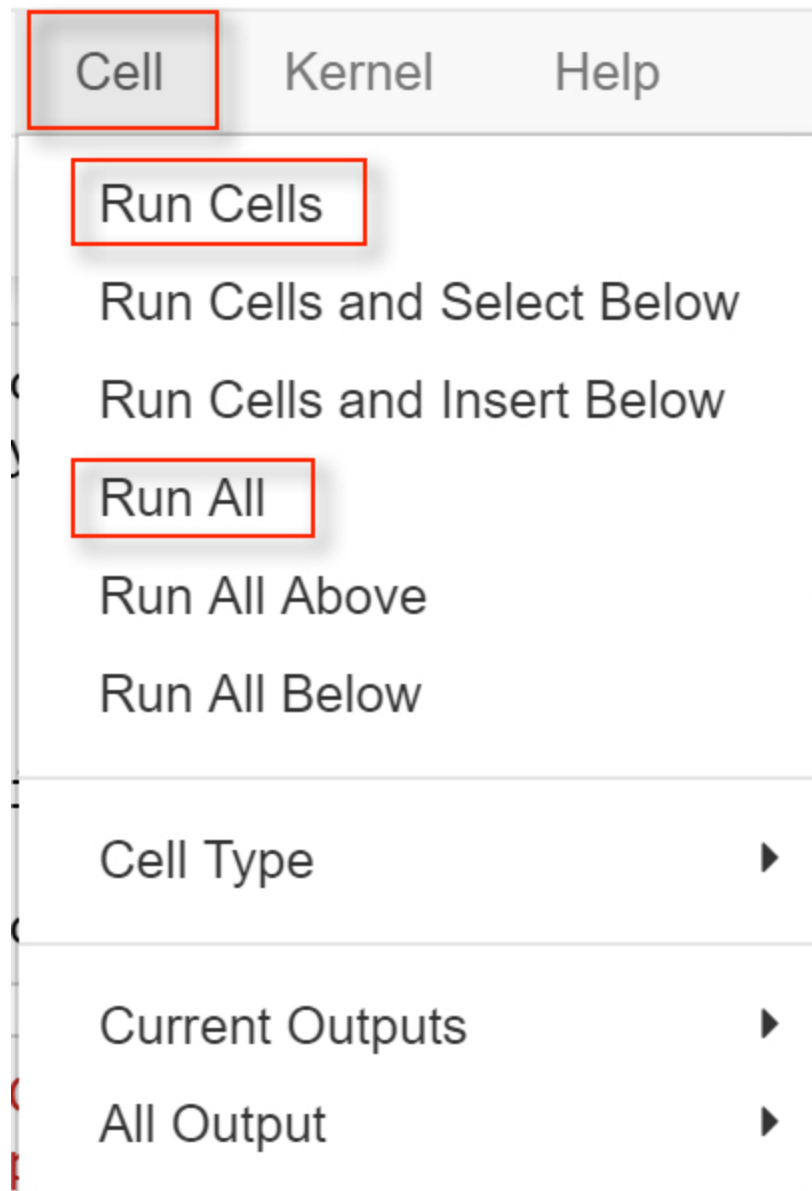 Cell Kernel Help
Run Cells
Run Cells and Select Below
Run Cells and Insert Below
Run All
Run All Above
Run All Below
Cell Type
Current Outputs
All Output